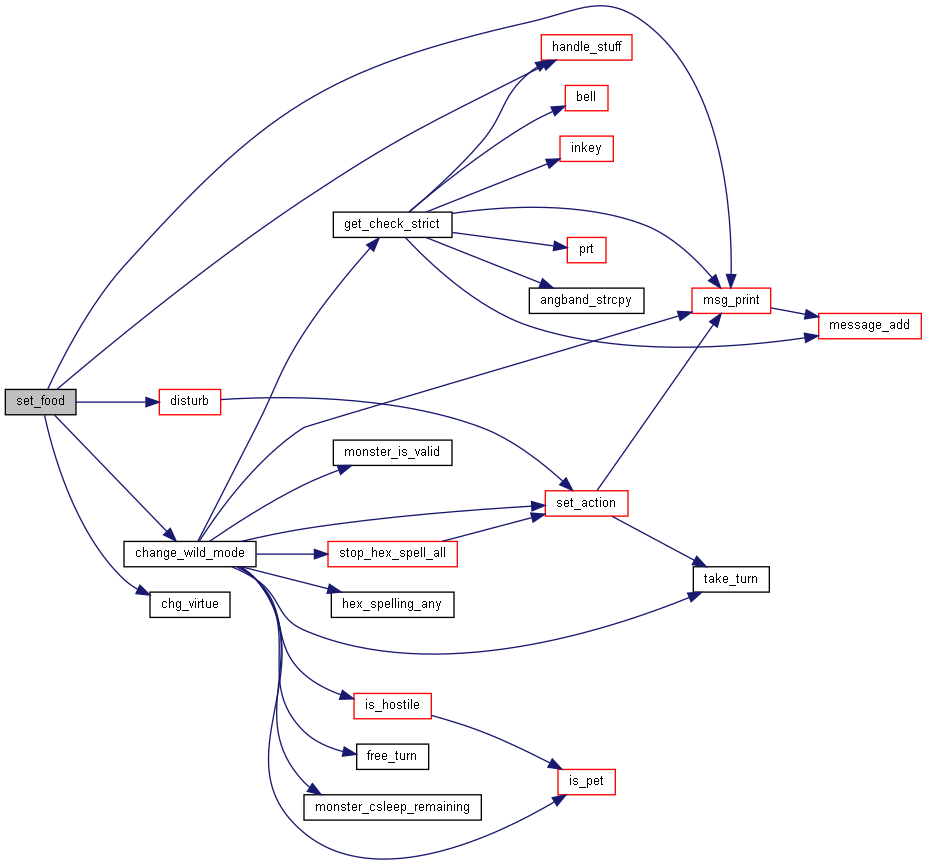 handle_stuff
bell
inkey
get_check_strict
prt
angband_strcpy
msg_print
message_add
set_food
disturb
monster_is_valid
set_action
change_wild_mode
stop_hex_spell_all
take_turn
chg_virtue
hex_spelling_any
is_hostile
free_turn
is_pet
monster_csleep_remaining